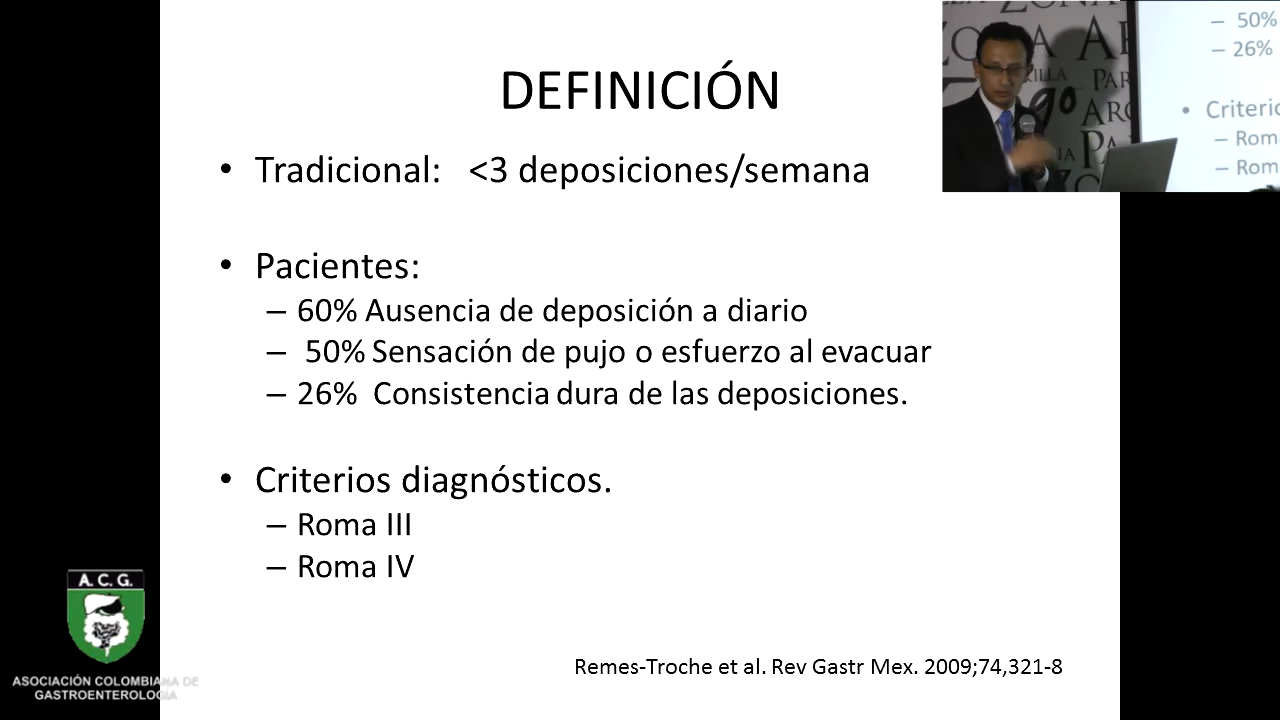 DEFINICIÓN
• Tradicional: <3 deposiciones/semana
• Pacientes:
– 60% Ausencia de deposición a diario
– 50% Sensación de pujo o esfuerzo al evacuar
– 26% Consistencia dura de las deposiciones.
• Criterios diagnósticos.
– Roma III
– Roma IV
Remes-Troche et al. Rev Gastr Mex. 2009;74,321-8
A. C. G.
ASOCIACIÓN COLOMBIANA DE
GASTROENTEROLOGÍA
– 50%
– 26%
• Criterio
– Roma
– Rom